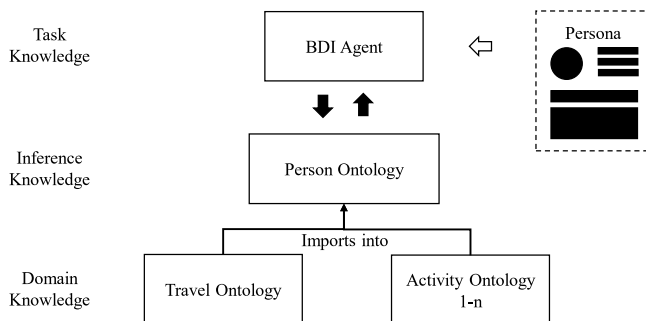 Task
Knowledge
BDI Agent
Persona
Inference
Knowledge
Person Ontology
Imports into
Domain
Knowledge
Travel Ontology
Activity Ontology
1-n